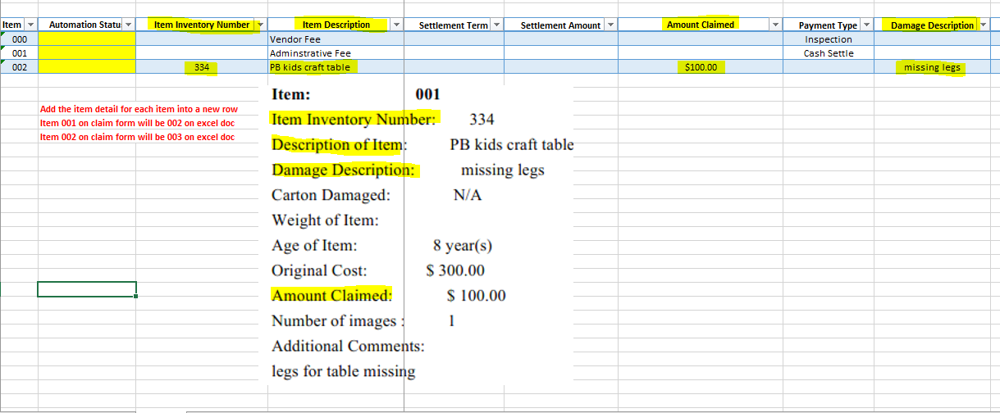 Item Automation Statu Item Inventory Number Item Description Settlement Term Settlement Amount Amount Claimed Payment Type Damage Description
000 Vendor Fee Inspection
001 Adminstrative Fee Cash Settle
002 334 PB kids craft table $100.00 missing legs
Add the item detail for each item into a new row
Item 001 on claim form will be 002 on excel doc
Item 002 on claim form will be 003 on excel doc
Item: 001
Item Inventory Number: 334
Description of Item: PB kids craft table
Damage Description: missing legs
Carton Damaged: N/A
Weight of Item:
Age of Item: 8 year(s)
Original Cost: $ 300.00
Amount Claimed: $ 100.00
Number of images : 1
Additional Comments:
legs for table missing